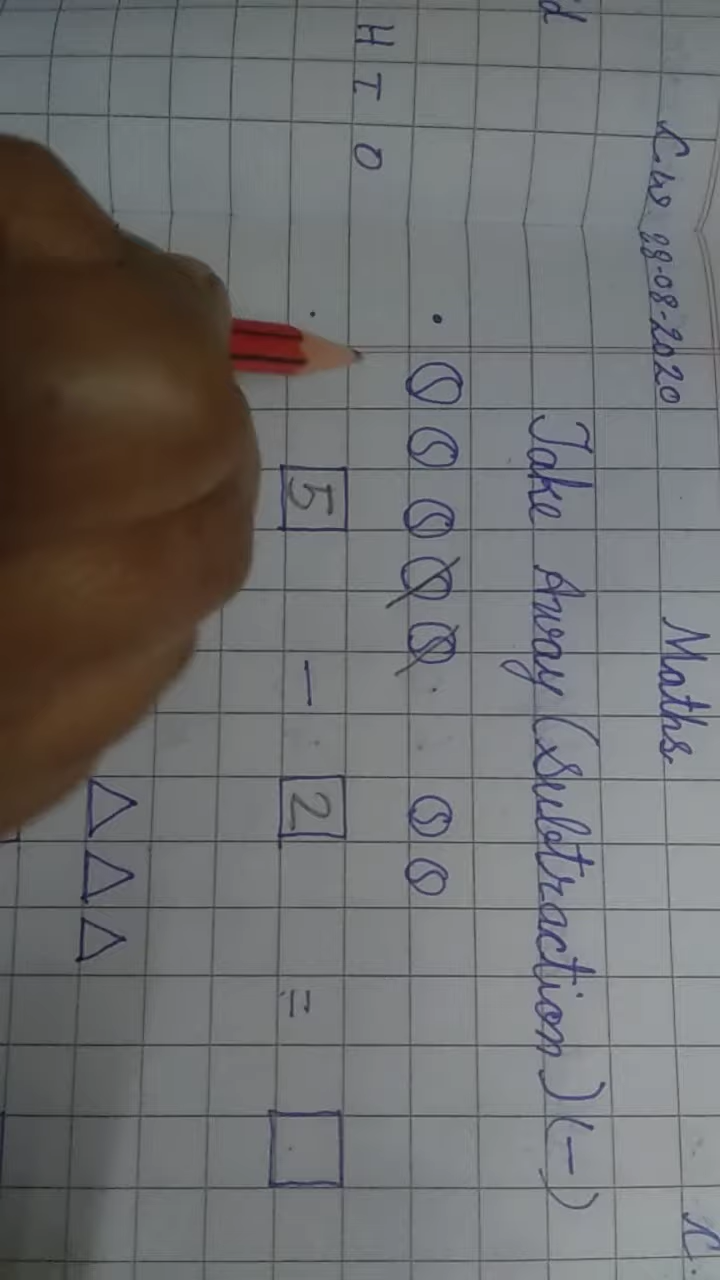 C.W. 28-08-2020 Maths
Take Away (Subtraction) (-)
H T O
5 - 2 =